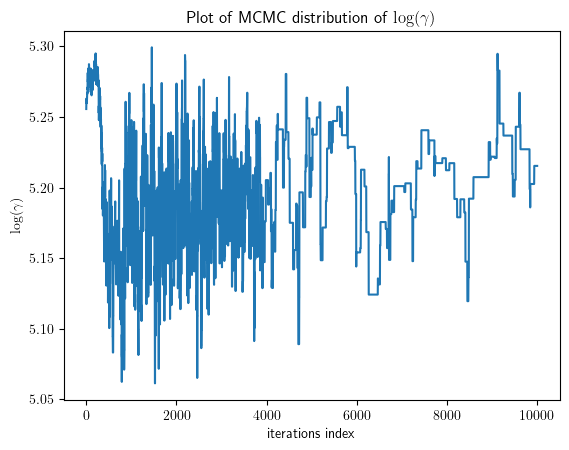 Plot of MCMC distribution of log(γ)
5.30
5.25
5.20
5.15
5.10
5.05
log(γ)
0 2000 4000 6000 8000 10000
iterations index